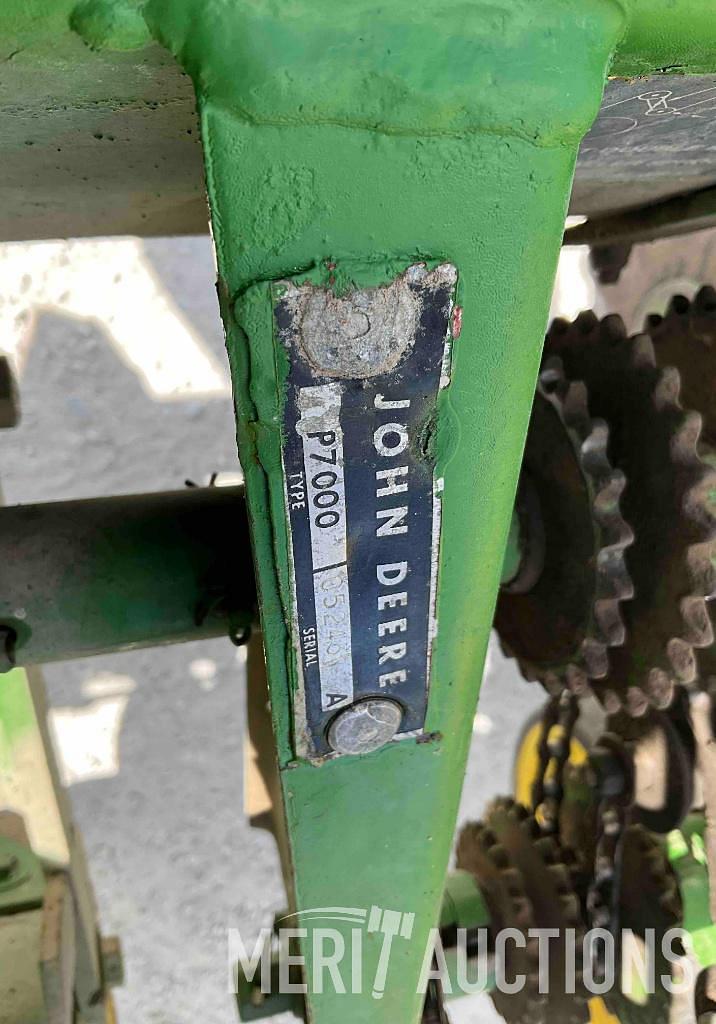 JOHN DEERE
P7000
TYPE SERIAL
A
MERIT AUCTIONS